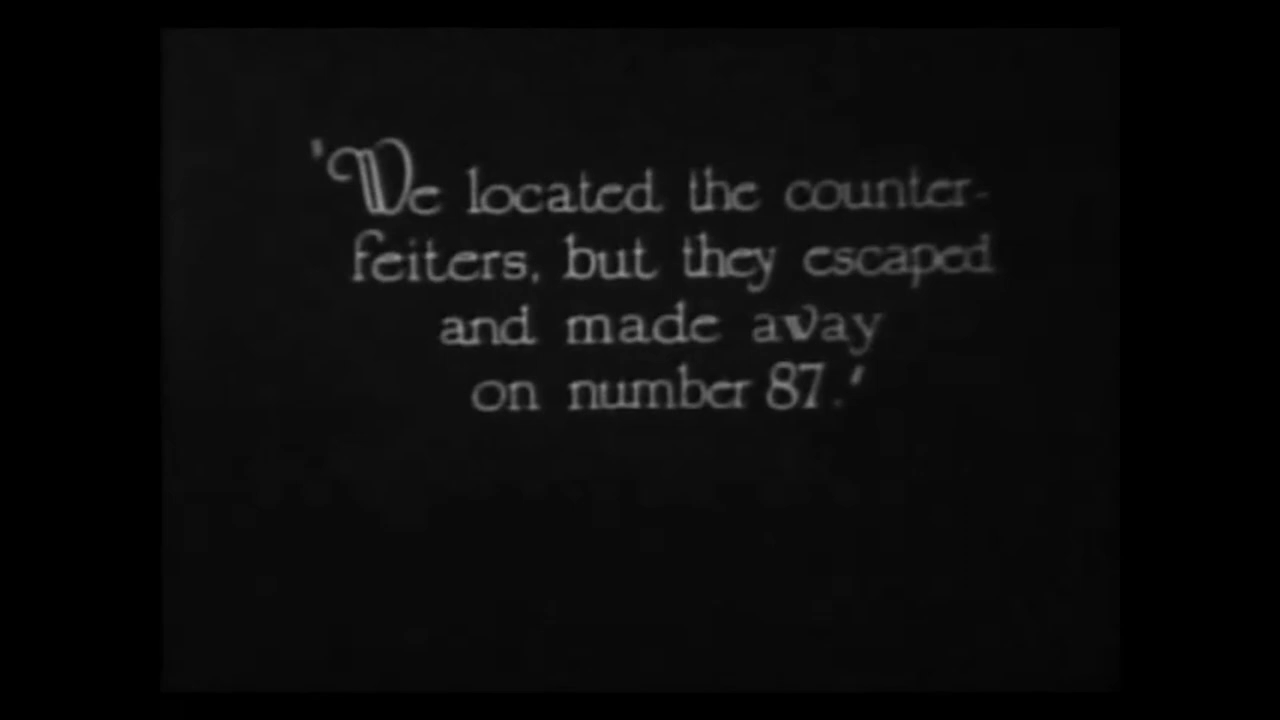 'We located the counter-
feiters, but they escaped
and made away
on number 87.'